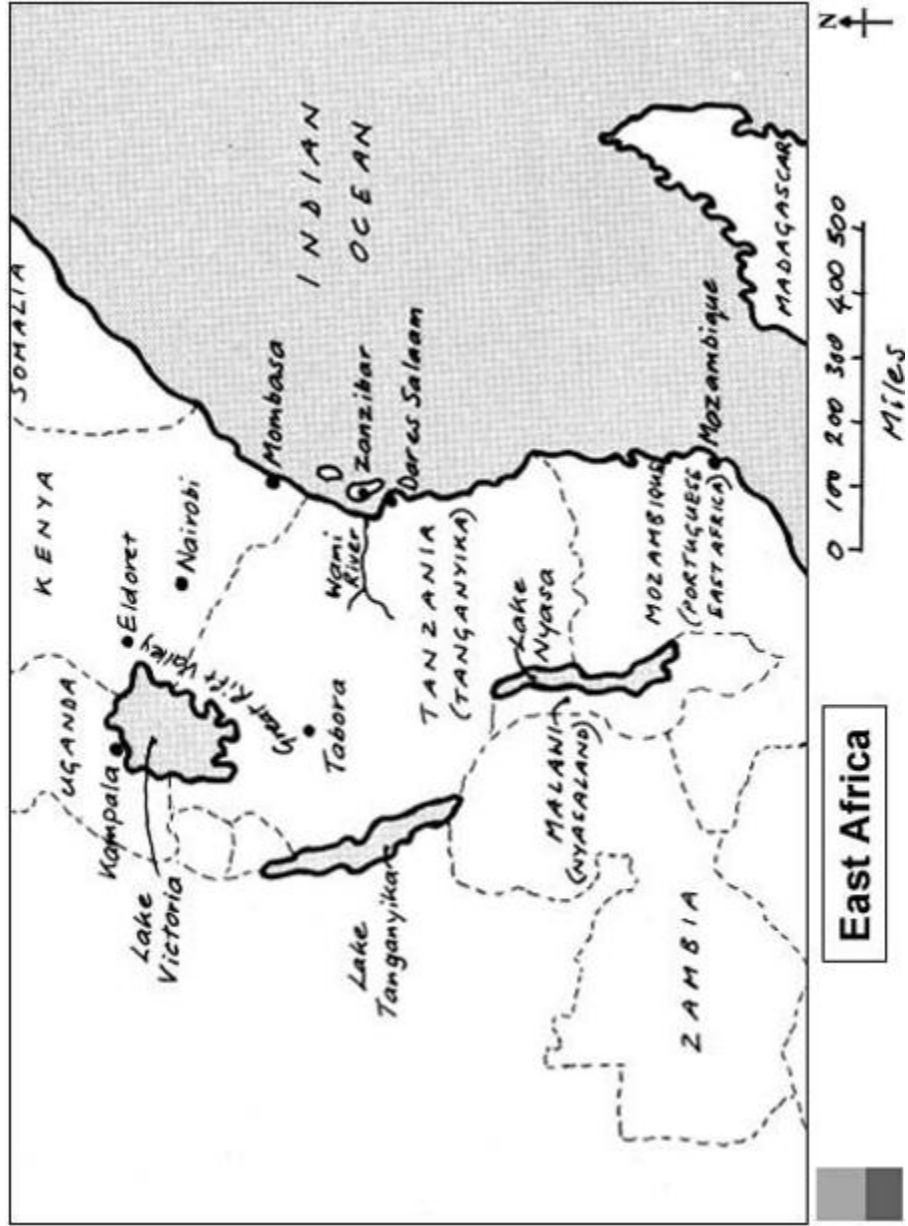 SOMALIA
KENYA
UGANDA
Eldoret
Kampala
Nairobi
Lake
Victoria
Great Rift Valley
Mombasa
Tabora
INDIAN
OCEAN
Wami
River
Zanzibar
Dar es Salaam
Lake
Tanganyika
TANZANIA
(TANGANYIKA)
Lake
Nyasa
MALANI
(NYASALAND)
MOZAMBIQUE
(PORTUGUESE
EAST AFRICA)
Mozambique
ZAMBIA
MADAGASCAR
East Africa
0 100 200 300 400 500
Miles
N